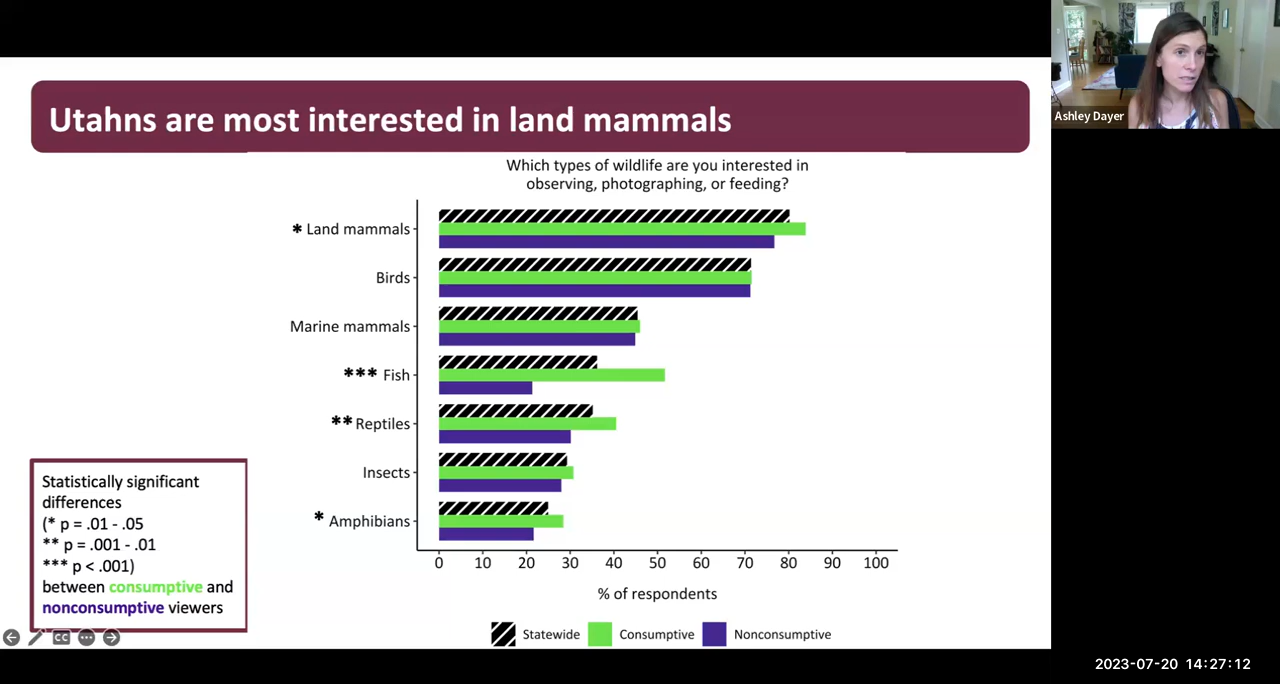 Utahns are most interested in land mammals
Which types of wildlife are you interested in
observing, photographing, or feeding?
* Land mammals
Birds
Marine mammals
*** Fish
** Reptiles
Insects
* Amphibians
0 10 20 30 40 50 60 70 80 90 100
% of respondents
Statewide Consumptive Nonconsumptive
Statistically significant
differences
(* p = .01 - .05
** p = .001 - .01
*** p < .001)
between consumptive and
nonconsumptive viewers
CC
Ashley Dayer
2023-07-20 14:27:12